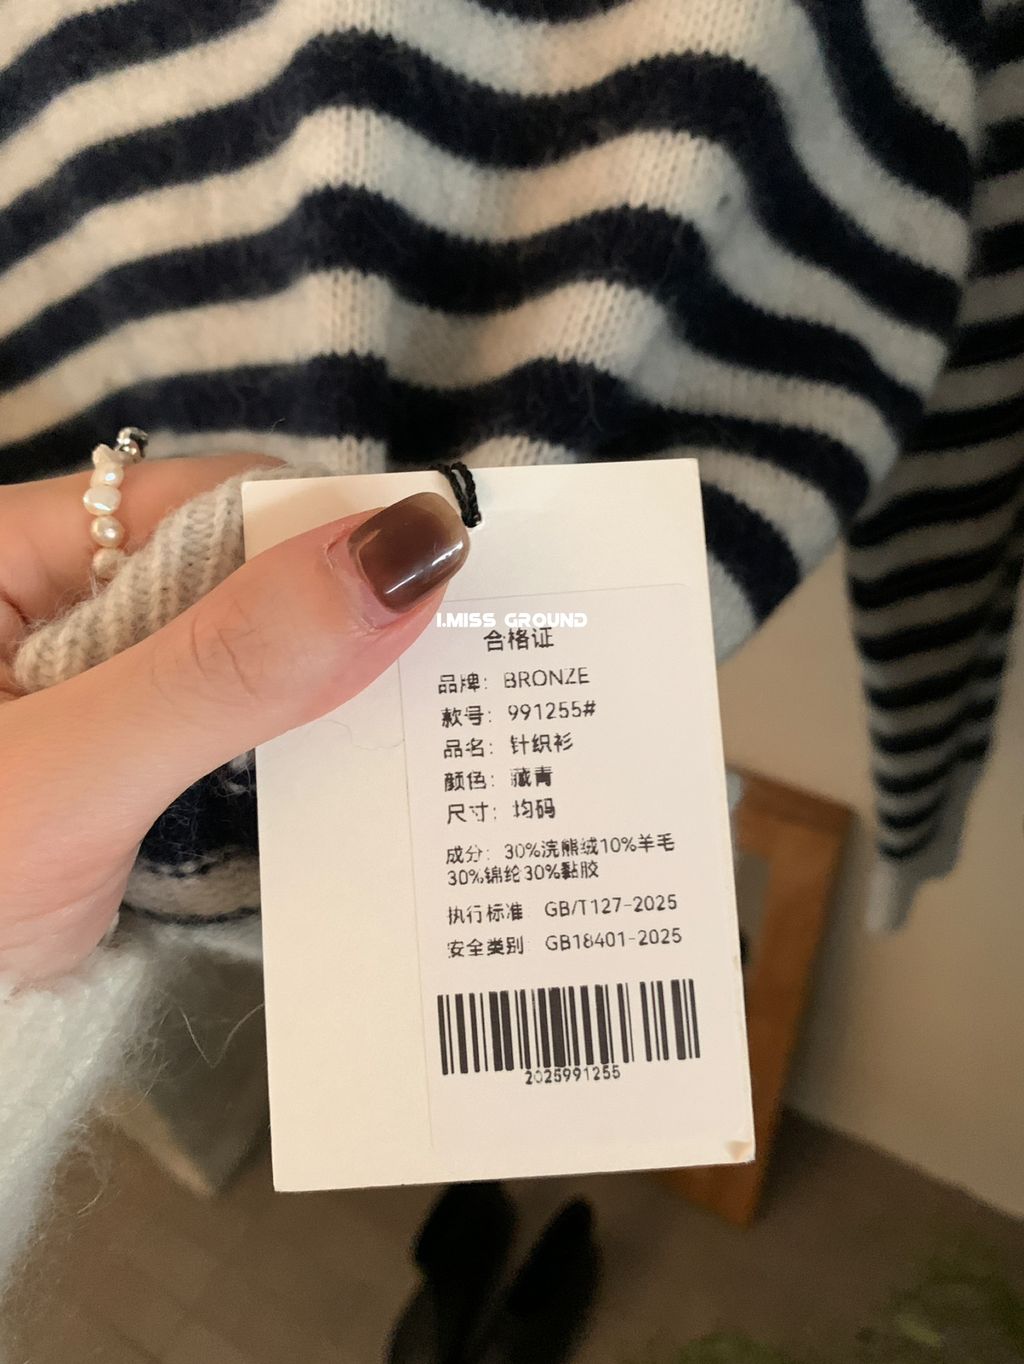 I.MISS GROUND
合格证
品牌: BRONZE
款号: 991255#
品名: 针织衫
颜色: 藏青
尺寸: 均码
成分: 30%浣熊绒10%羊毛
30%锦纶30%黏胶
执行标准 GB/T127-2025
安全类别 GB18401-2025
2025991255